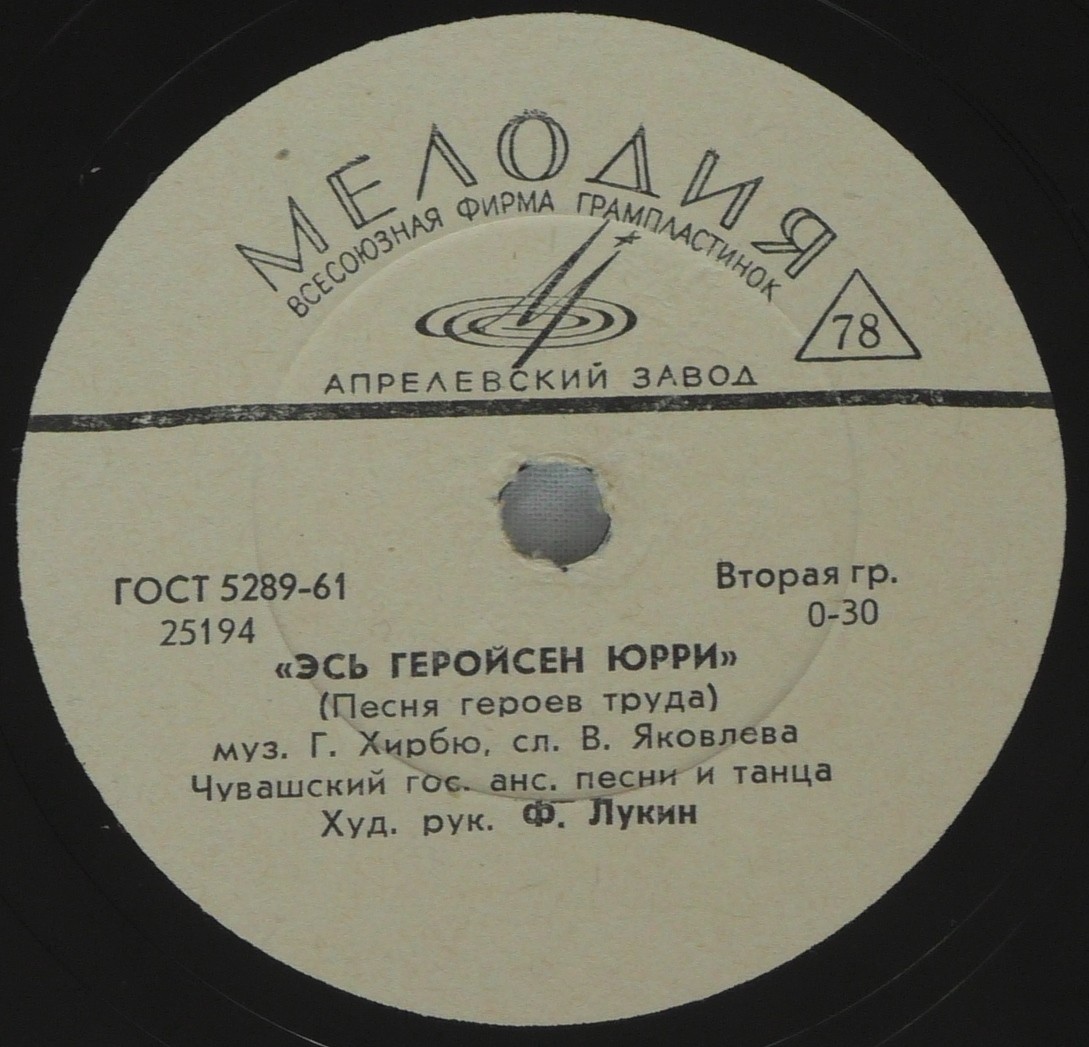 МЕЛОДИЯ
ВСЕСОЮЗНАЯ ФИРМА ГРАМПЛАСТИНОК
78
АПРЕЛЕВСКИЙ ЗАВОД
ГОСТ 5289-61
Вторая гр.
25194
0-30
«ЭСЬ ГЕРОЙСЕН ЮРРИ»
(Песня героев труда)
муз. Г. Хирбю, сл. В. Яковлева
Чувашский гос. анс. песни и танца
Худ. рук. Ф. Лукин